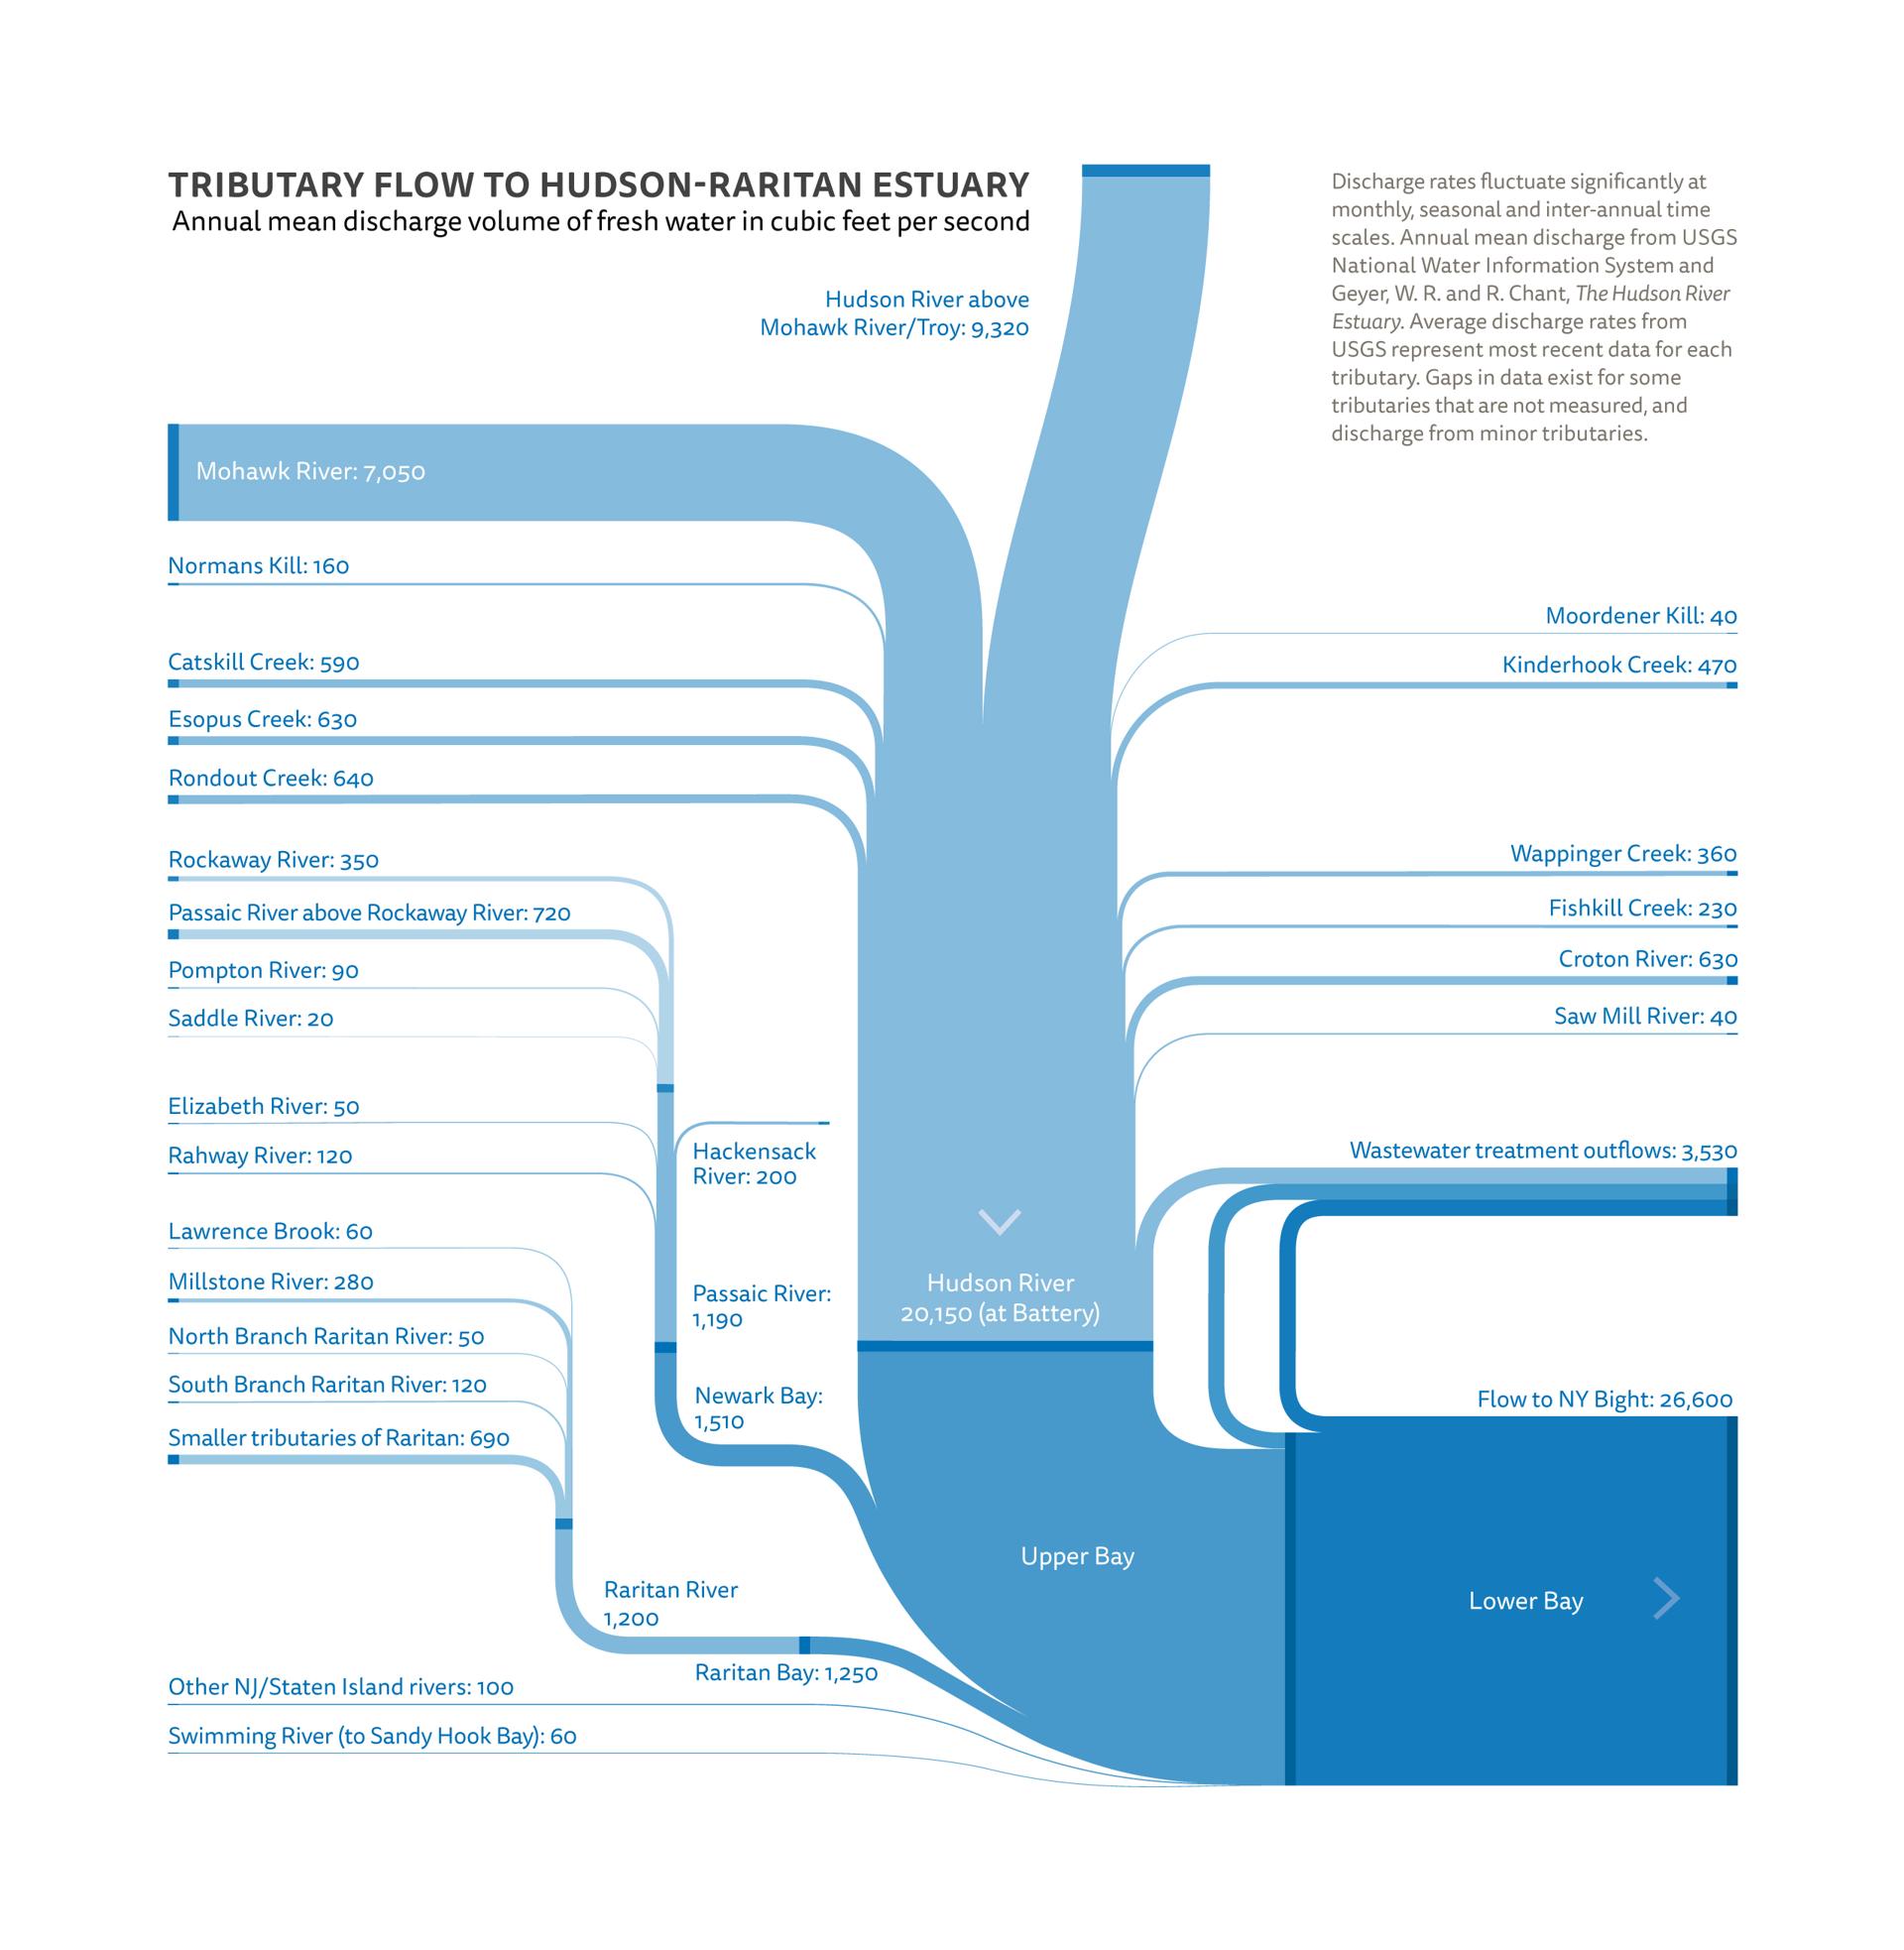 TRIBUTARY FLOW TO HUDSON-RARITAN ESTUARY
Annual mean discharge volume of fresh water in cubic feet per second
Discharge rates fluctuate significantly at
monthly, seasonal and inter-annual time
scales. Annual mean discharge from USGS
National Water Information System and
Geyer, W. R. and R. Chant, The Hudson River
Estuary. Average discharge rates from
USGS represent most recent data for each
tributary. Gaps in data exist for some
tributaries that are not measured, and
discharge from minor tributaries.
Hudson River above
Mohawk River/Troy: 9,320
Mohawk River: 7,050
Normans Kill: 160
Catskill Creek: 590
Esopus Creek: 630
Rondout Creek: 640
Rockaway River: 350
Passaic River above Rockaway River: 720
Pompton River: 90
Saddle River: 20
Elizabeth River: 50
Rahway River: 120
Lawrence Brook: 60
Millstone River: 280
North Branch Raritan River: 50
South Branch Raritan River: 120
Smaller tributaries of Raritan: 690
Other NJ/Staten Island rivers: 100
Swimming River (to Sandy Hook Bay): 60
Hackensack
River: 200
Passaic River:
1,190
Newark Bay:
1,510
Raritan River
1,200
Raritan Bay: 1,250
Hudson River
20,150 (at Battery)
Upper Bay
Moordener Kill: 40
Kinderhook Creek: 470
Wappinger Creek: 360
Fishkill Creek: 230
Croton River: 630
Saw Mill River: 40
Wastewater treatment outflows: 3,530
Flow to NY Bight: 26,600
Lower Bay